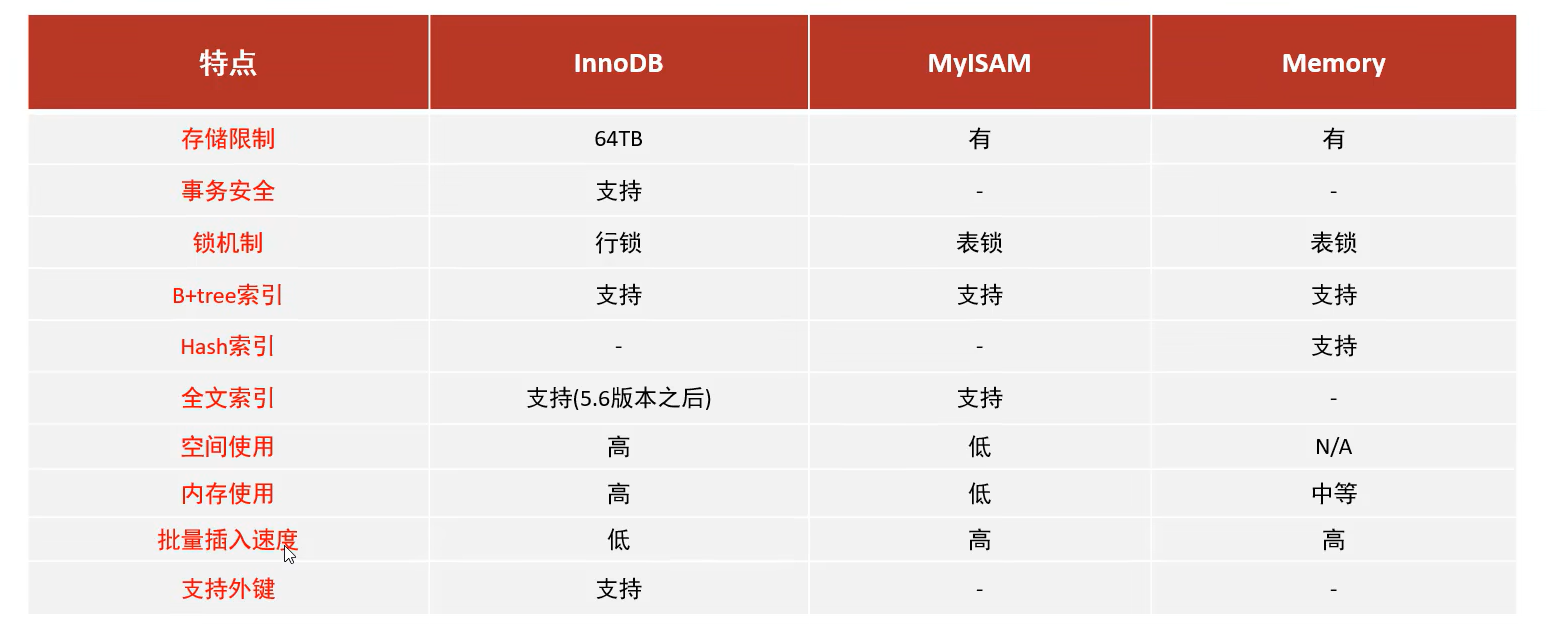 特点 InnoDB MyISAM Memory
存储限制 64TB 有 有
事务安全 支持 - -
锁机制 行锁 表锁 表锁
B+tree索引 支持 支持 支持
Hash索引 - - 支持
全文索引 支持(5.6版本之后) 支持 -
空间使用 高 低 N/A
内存使用 高 低 中等
批量插入速度 低 高 高
支持外键 支持 - -